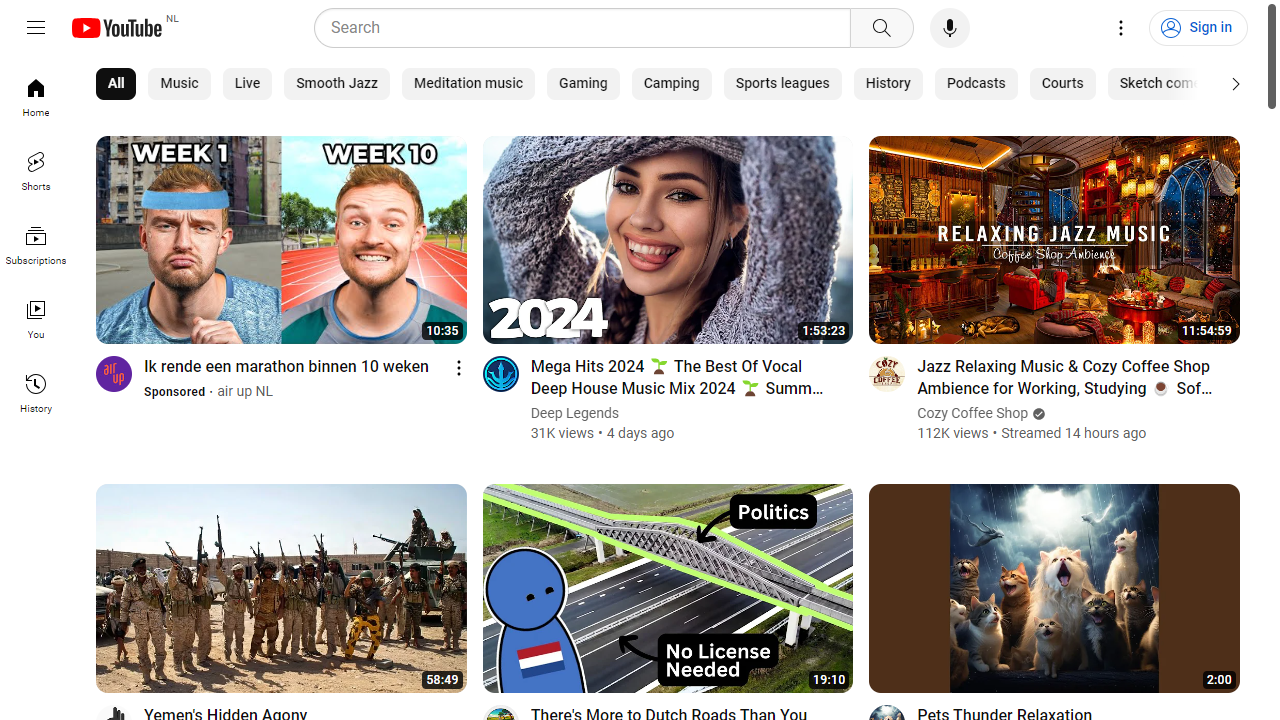 YouTube NL
Search
Sign in
Home
Shorts
Subscriptions
You
History
All
Music
Live
Smooth Jazz
Meditation music
Gaming
Camping
Sports leagues
History
Podcasts
Courts
Sketch com
WEEK 1
WEEK 10
10:35
Ik rende een marathon binnen 10 weken
Sponsored · air up NL
air up
2024
1:53:23
Mega Hits 2024 🌱 The Best Of Vocal
Deep House Music Mix 2024 🌱 Summ...
Deep Legends
31K views • 4 days ago
RELAXING JAZZ MUSIC
Coffee Shop Ambience
11:54:59
COZY COFFEE
Jazz Relaxing Music & Cozy Coffee Shop
Ambience for Working, Studying ☕ Sof...
Cozy Coffee Shop
112K views • Streamed 14 hours ago
58:49
Yemen's Hidden Agony
Politics
No License
Needed
19:10
There's More to Dutch Roads Than You
2:00
Pets Thunder Relaxation